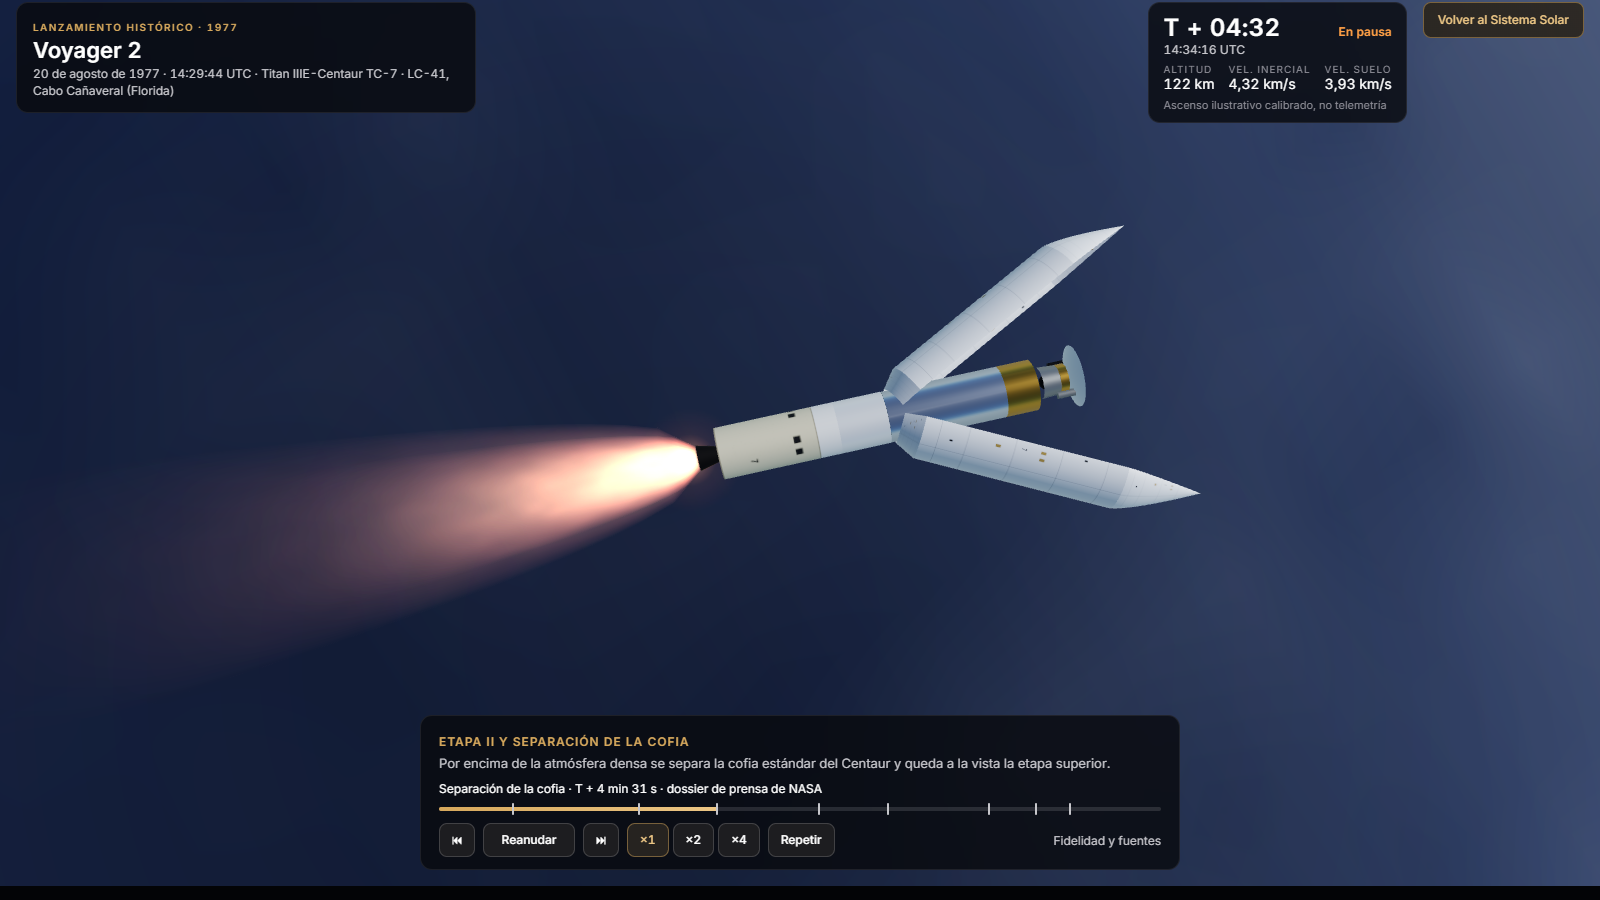 LANZAMIENTO HISTÓRICO · 1977
Voyager 2
20 de agosto de 1977 · 14:29:44 UTC · Titan IIIE-Centaur TC-7 · LC-41,
Cabo Cañaveral (Florida)
T + 04:32
En pausa
14:34:16 UTC
ALTITUD VEL. INERCIAL VEL. SUELO
122 km 4,32 km/s 3,93 km/s
Ascenso ilustrativo calibrado, no telemetría
Volver al Sistema Solar
ETAPA II Y SEPARACIÓN DE LA COFIA
Por encima de la atmósfera densa se separa la cofia estándar del Centaur y queda a la vista la etapa superior.
Separación de la cofia · T + 4 min 31 s · dossier de prensa de NASA
Reanudar ×1 ×2 ×4 Repetir Fidelidad y fuentes